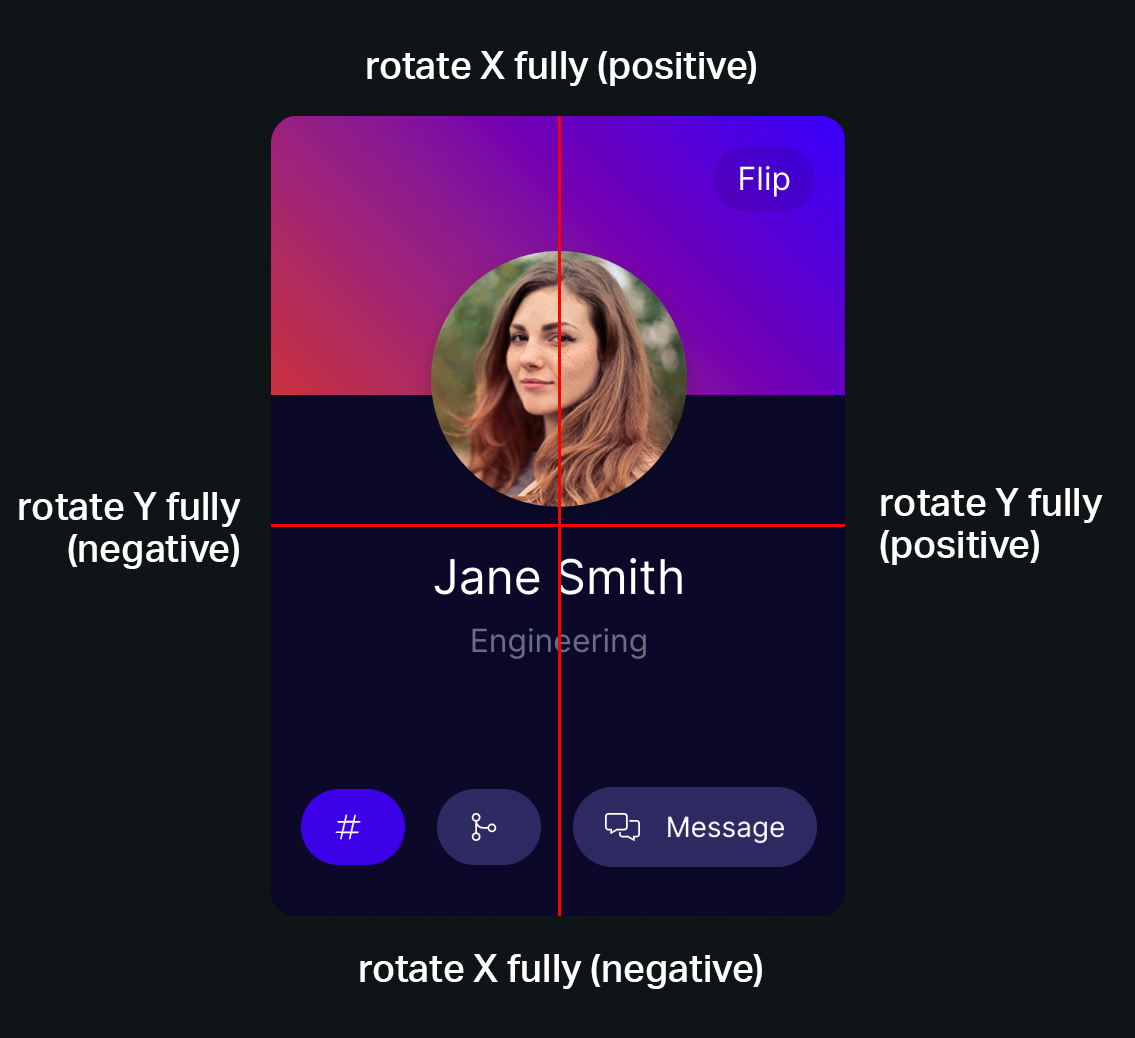 rotate X fully (positive)
Flip
rotate Y fully
(negative)
rotate Y fully
(positive)
Jane Smith
Engineering
#
Message
rotate X fully (negative)